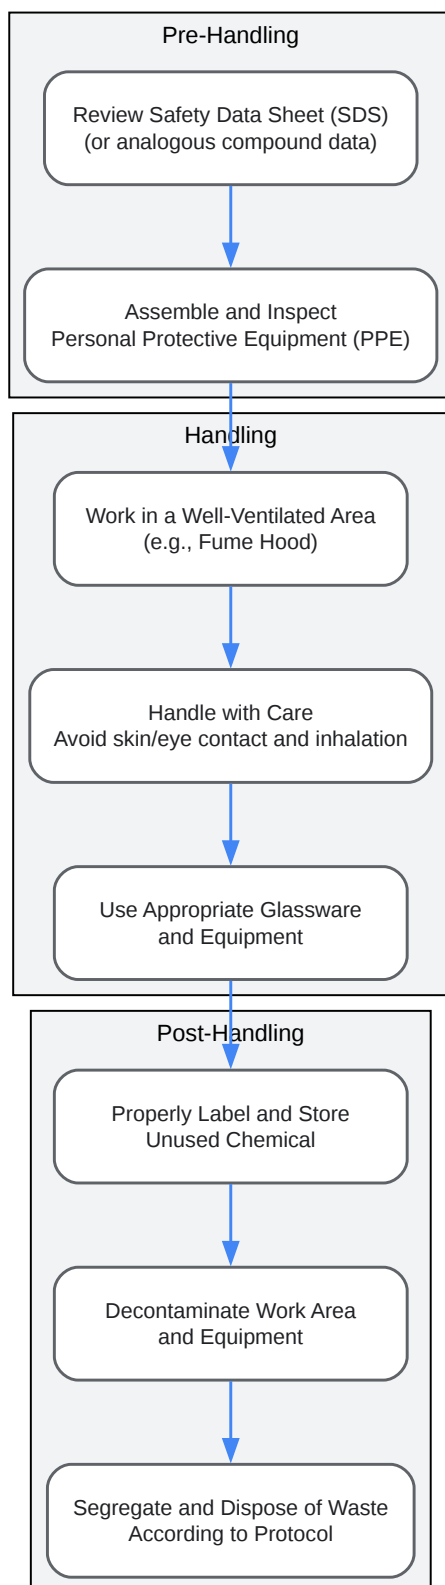 Pre-Handling
Review Safety Data Sheet (SDS)
(or analogous compound data)
Assemble and Inspect
Personal Protective Equipment (PPE)
Handling
Work in a Well-Ventilated Area
(e.g., Fume Hood)
Handle with Care
Avoid skin/eye contact and inhalation
Use Appropriate Glassware
and Equipment
Post-Handling
Properly Label and Store
Unused Chemical
Decontaminate Work Area
and Equipment
Segregate and Dispose of Waste
According to Protocol